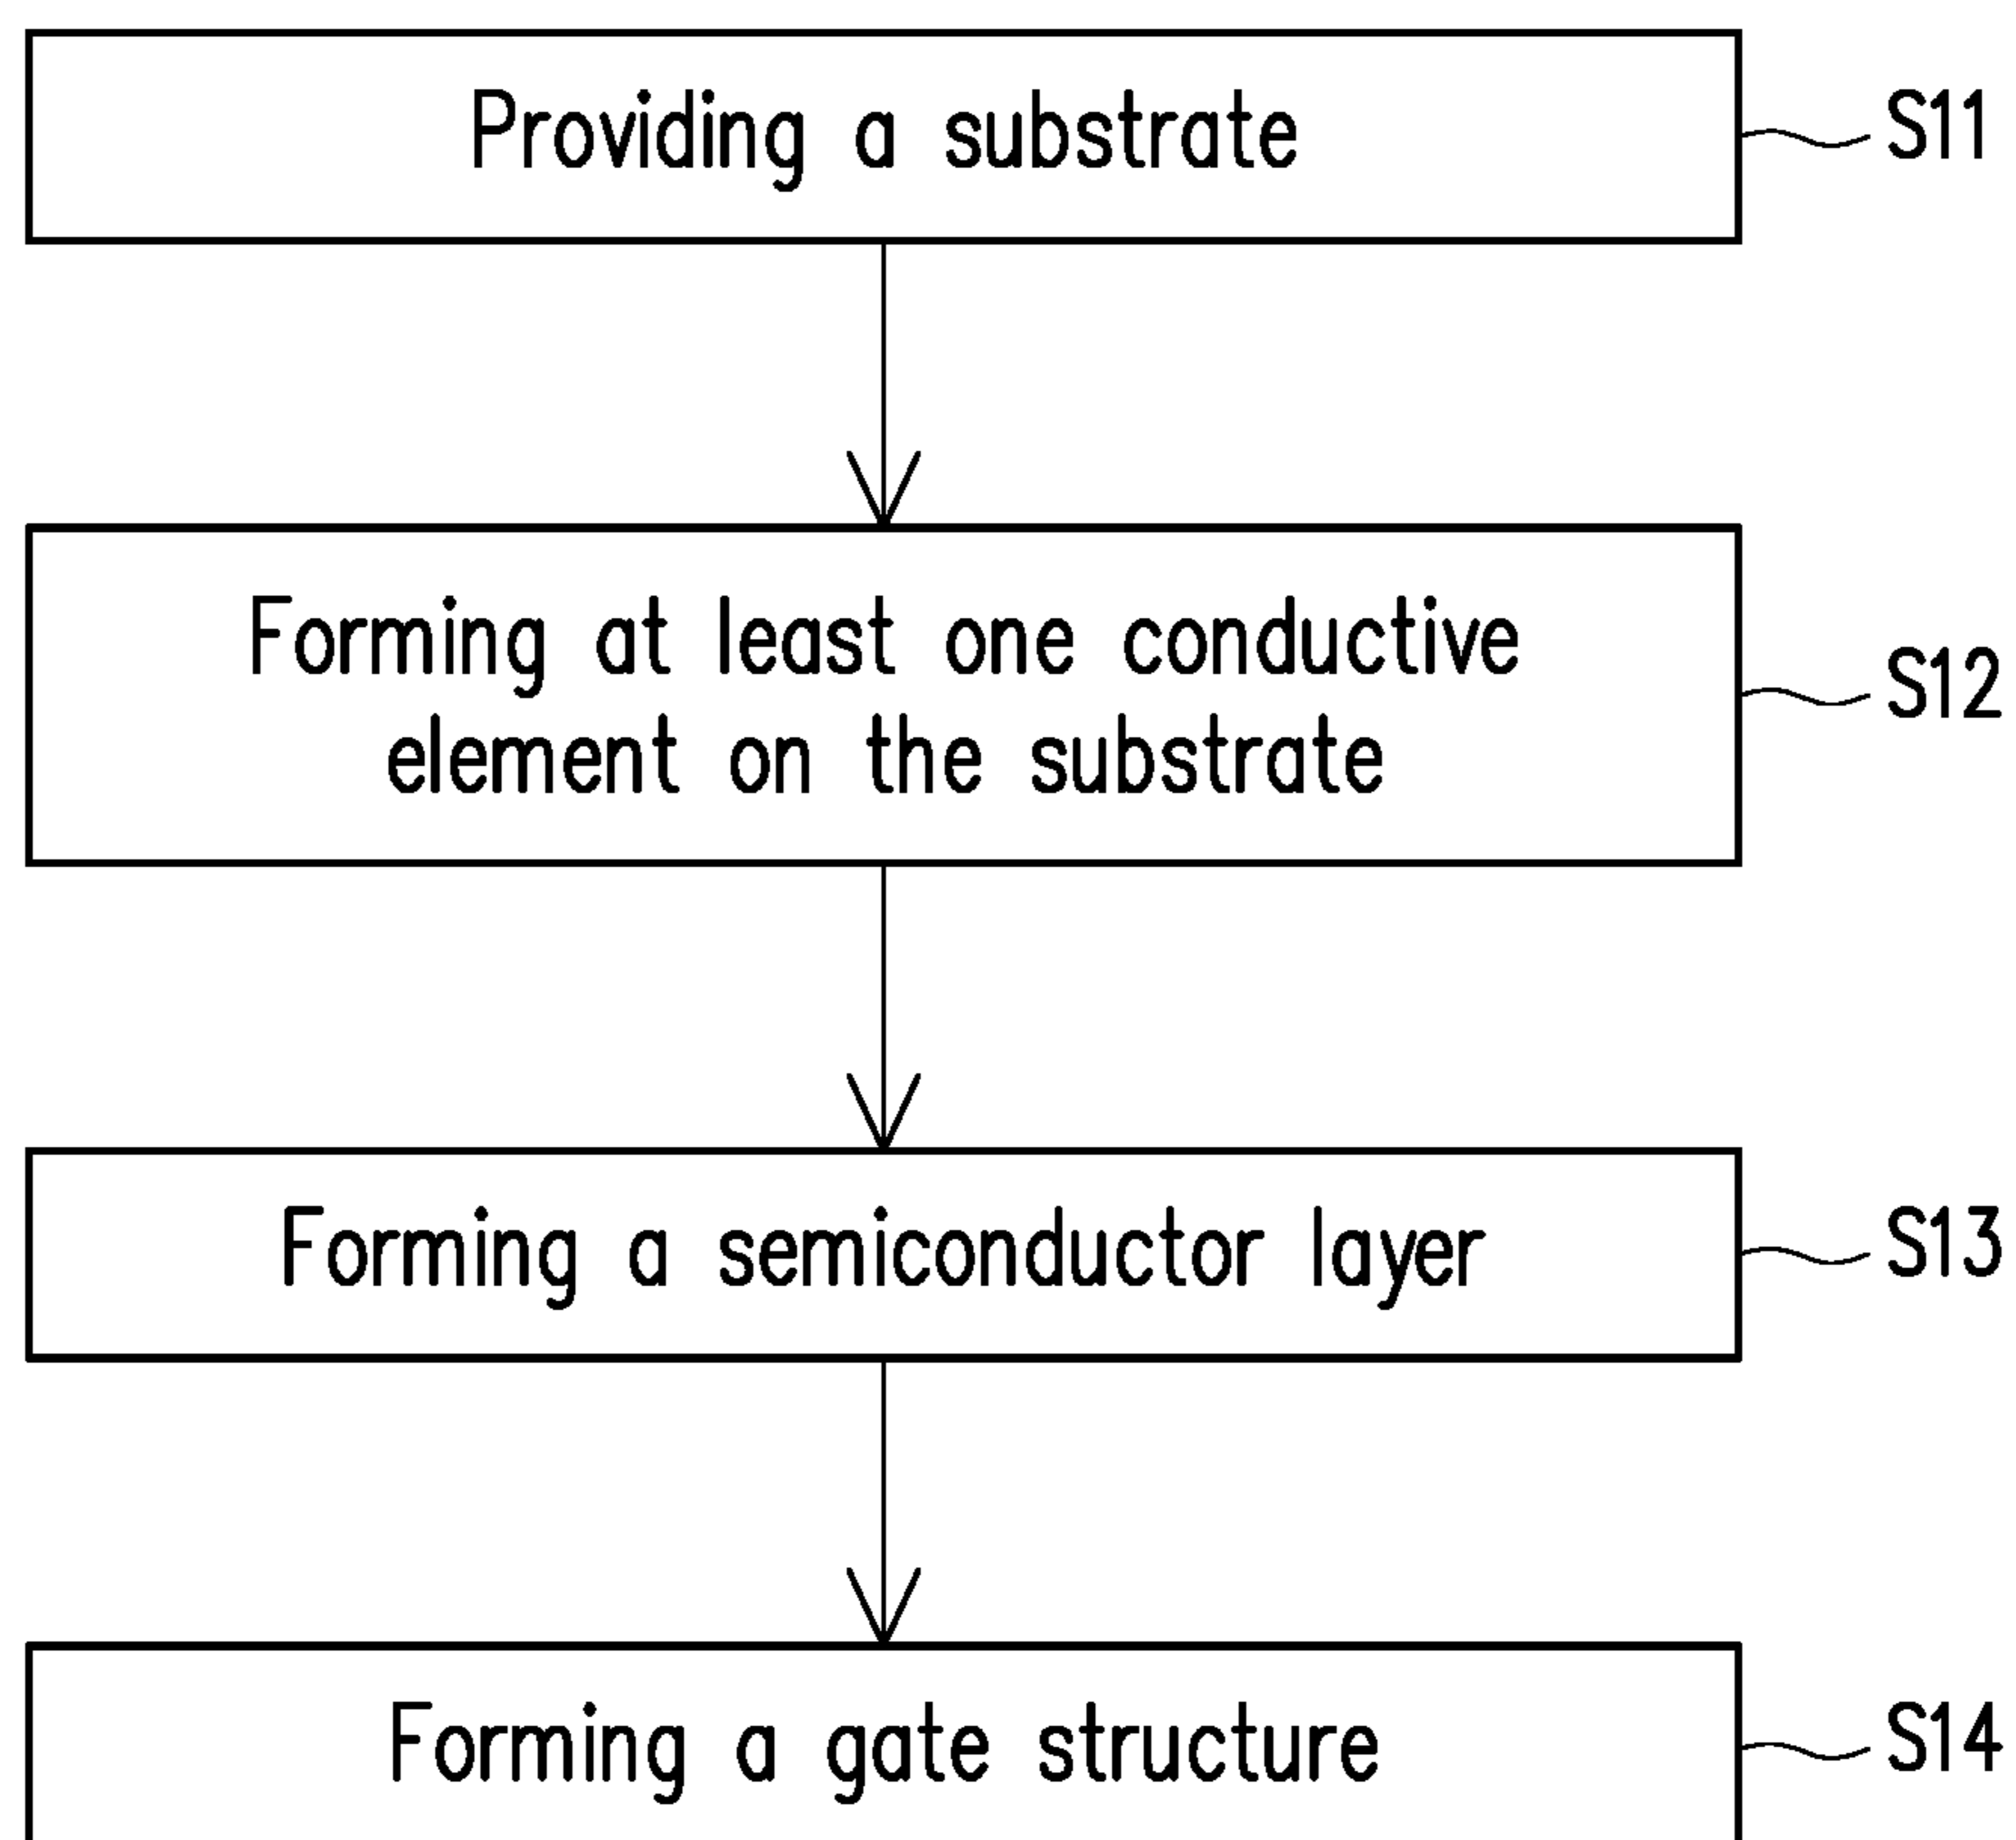 Providing a substrate
S11
Forming at least one conductive
element on the substrate
S12
Forming a semiconductor layer
S13
Forming a gate structure
S14